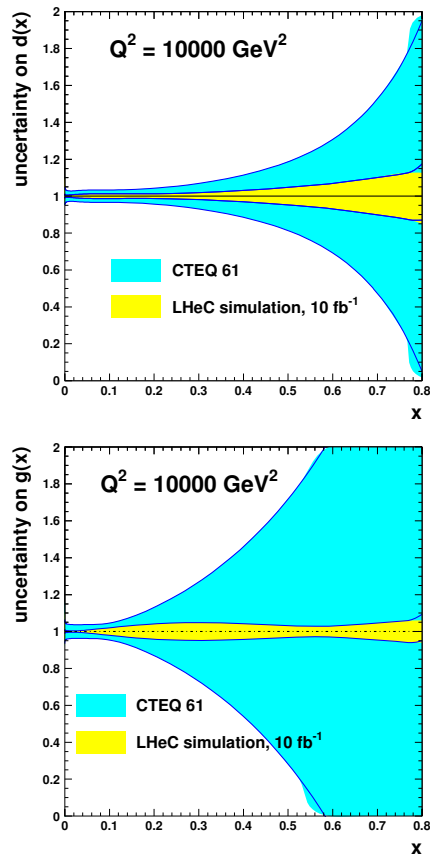 uncertainty on d(x)
Q² = 10000 GeV²
2
1.8
1.6
1.4
1.2
1
0.8
0.6
0.4
0.2
0
CTEQ 61
LHeC simulation, 10 fb⁻¹
0 0.1 0.2 0.3 0.4 0.5 0.6 0.7 0.8
x
uncertainty on g(x)
Q² = 10000 GeV²
2
1.8
1.6
1.4
1.2
1
0.8
0.6
0.4
0.2
0
CTEQ 61
LHeC simulation, 10 fb⁻¹
0 0.1 0.2 0.3 0.4 0.5 0.6 0.7 0.8
x